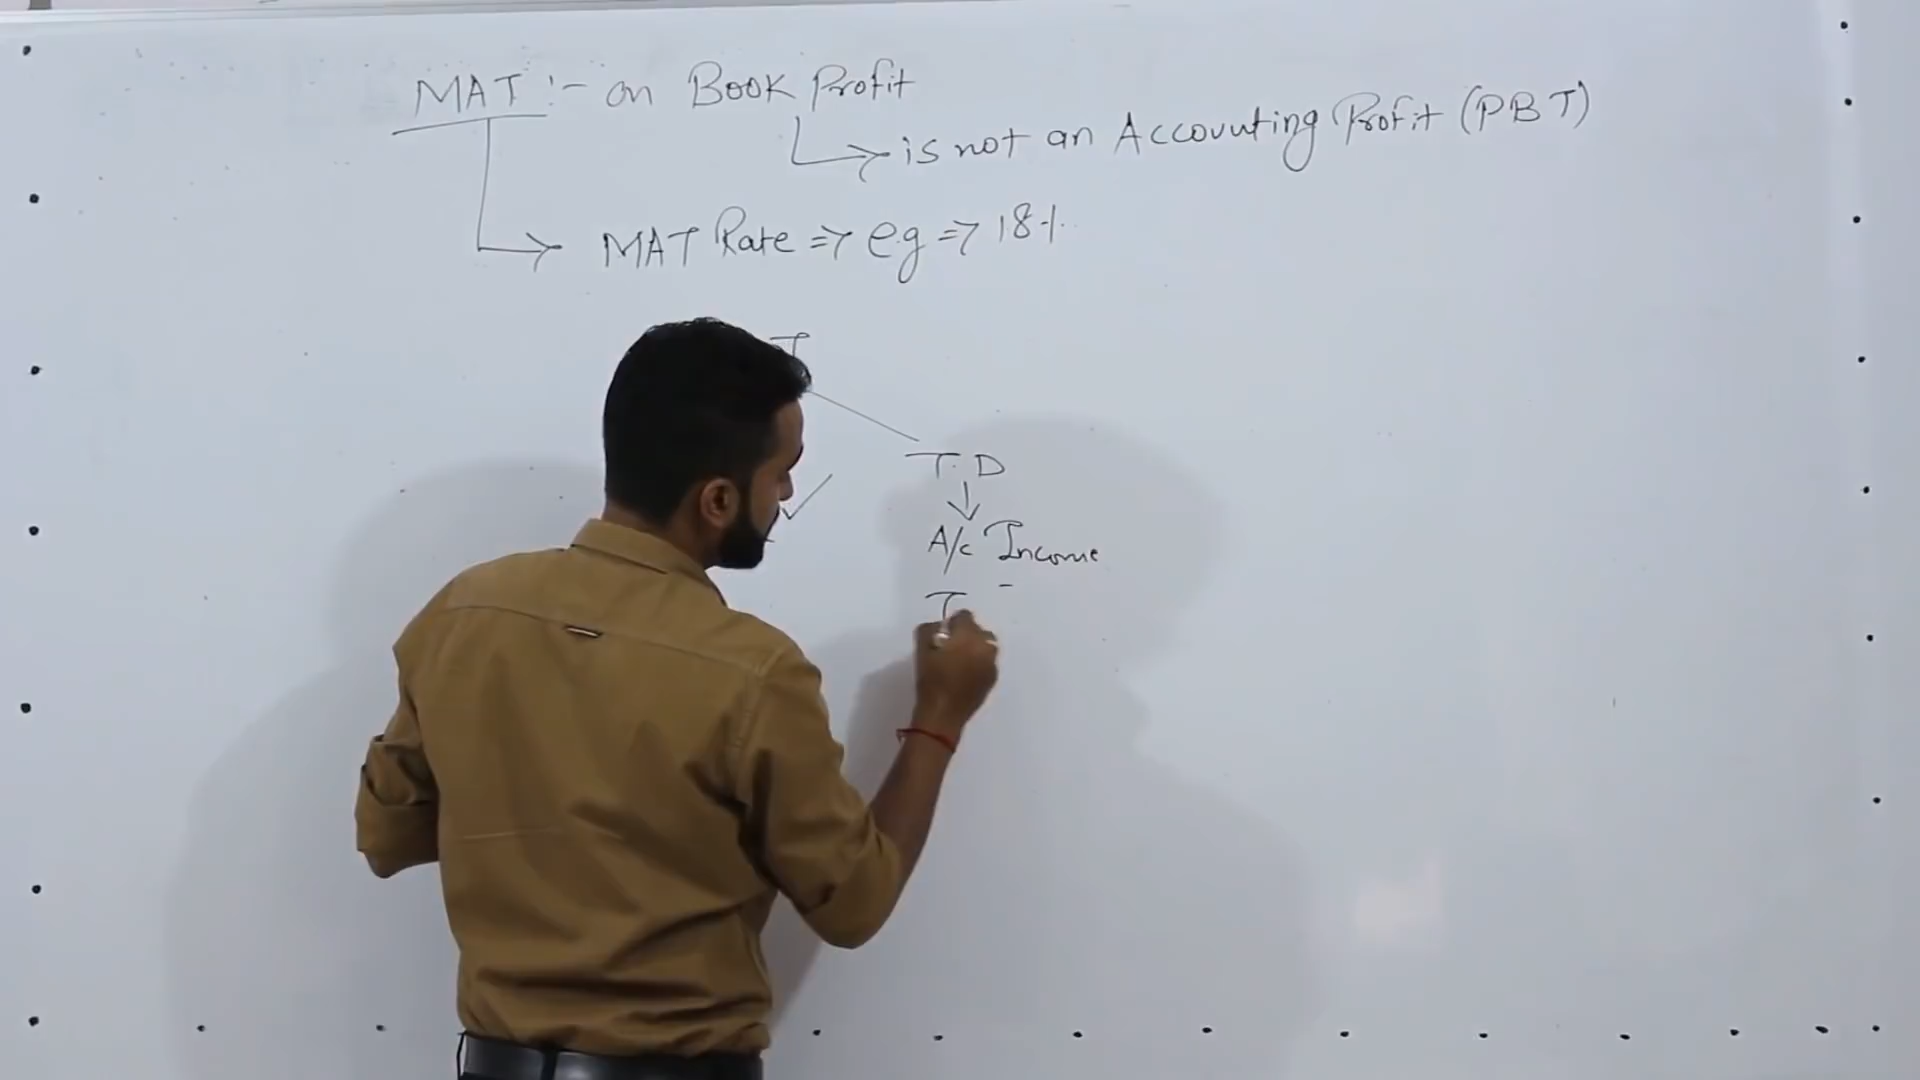 MAT :- on Book Profit
is not an Accounting Profit (PBT)
MAT Rate => e.g => 18%
T
T.D
A/c Income
T